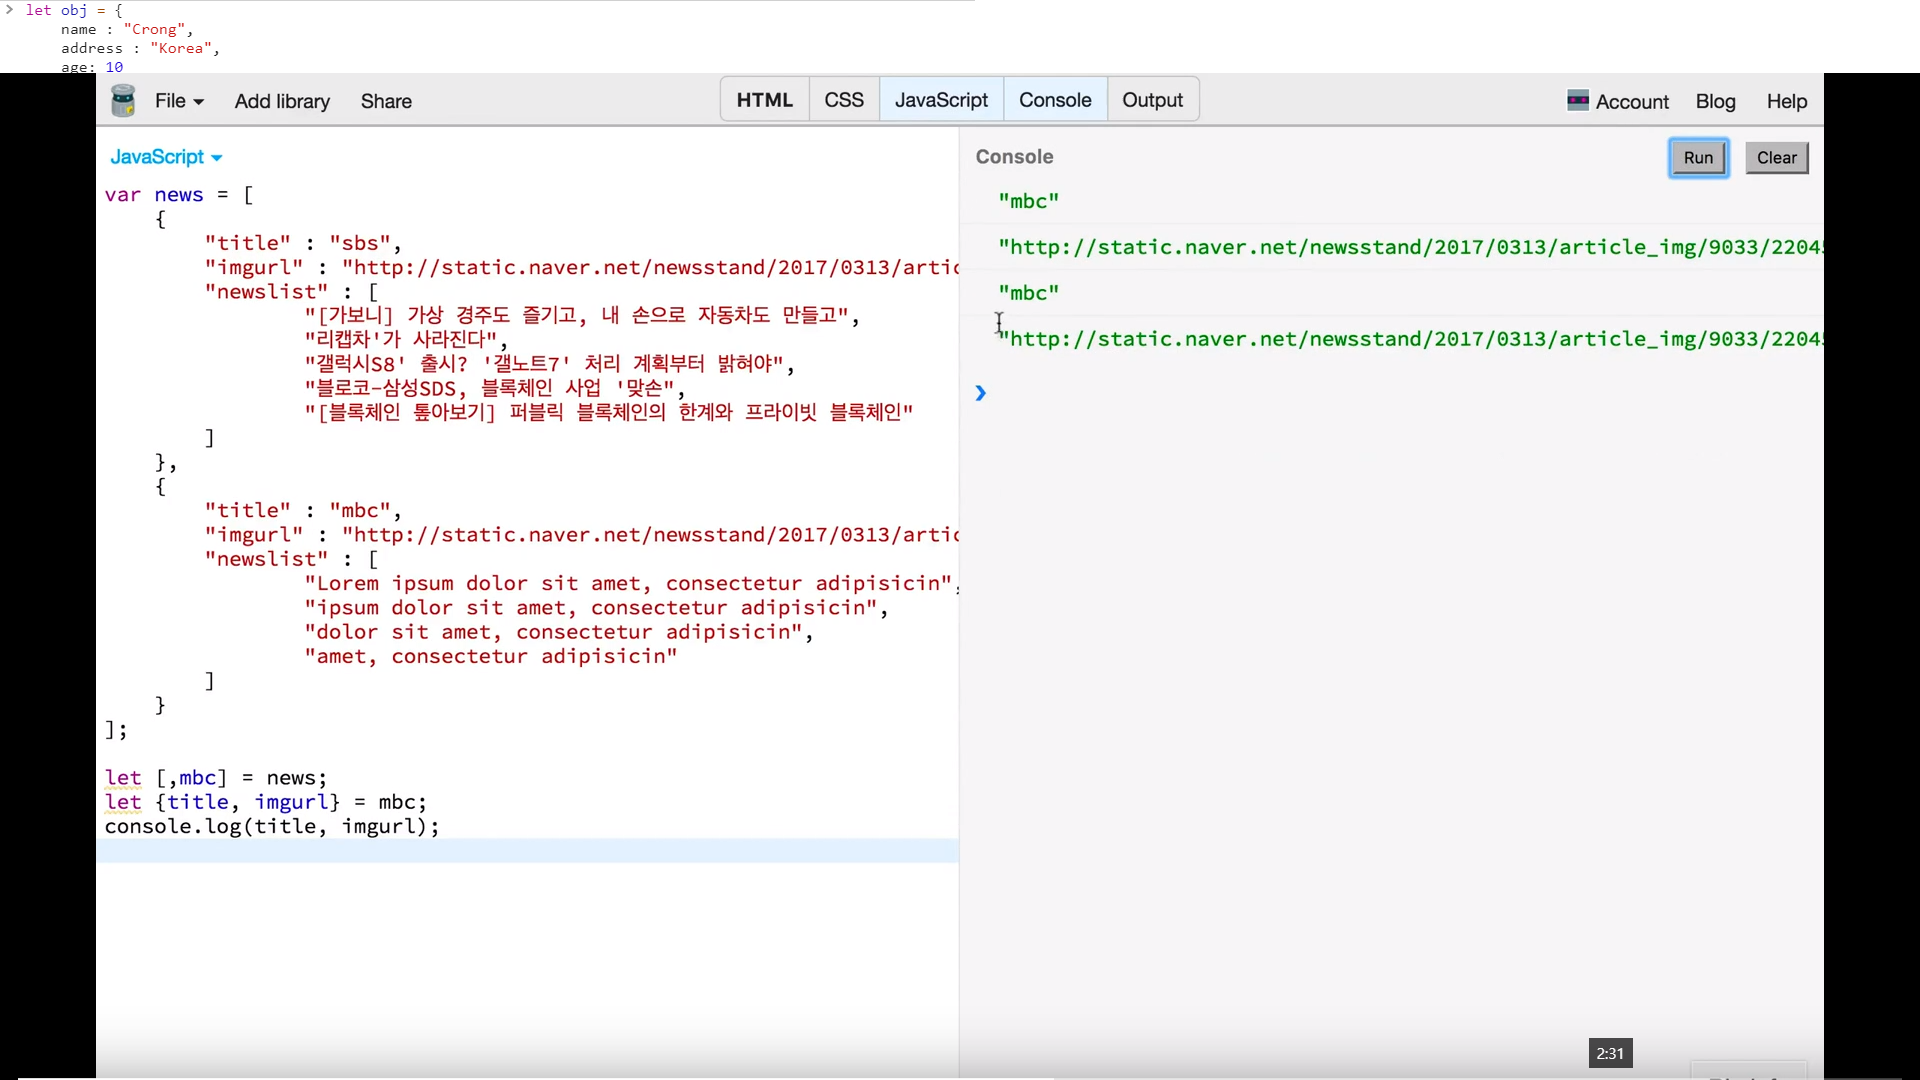 > let obj = {
name : "Crong",
address : "Korea",
age: 10
File
Add library
Share
HTML
CSS
JavaScript
Console
Output
Account
Blog
Help
JavaScript
var news = [
{
"title" : "sbs",
"imgurl" : "http://static.naver.net/newsstand/2017/0313/artic
"newslist" : [
"[가보니] 가상 경주도 즐기고, 내 손으로 자동차도 만들고",
"리캡차'가 사라진다",
"갤럭시S8' 출시? '갤노트7' 처리 계획부터 밝혀야",
"블로코-삼성SDS, 블록체인 사업 '맞손",
"[블록체인 톺아보기] 퍼블릭 블록체인의 한계와 프라이빗 블록체인"
]
},
{
"title" : "mbc",
"imgurl" : "http://static.naver.net/newsstand/2017/0313/artic
"newslist" : [
"Lorem ipsum dolor sit amet, consectetur adipisicin",
"ipsum dolor sit amet, consectetur adipisicin",
"dolor sit amet, consectetur adipisicin",
"amet, consectetur adipisicin"
]
}
];
let [,mbc] = news;
let {title, imgurl} = mbc;
console.log(title, imgurl);
Console
Run
Clear
"mbc"
"http://static.naver.net/newsstand/2017/0313/article_img/9033/22045
"mbc"
"http://static.naver.net/newsstand/2017/0313/article_img/9033/22045
2:31